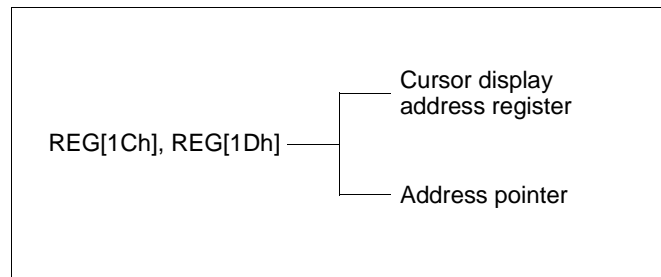 Cursor display
address register
REG[1Ch], REG[1Dh]
Address pointer